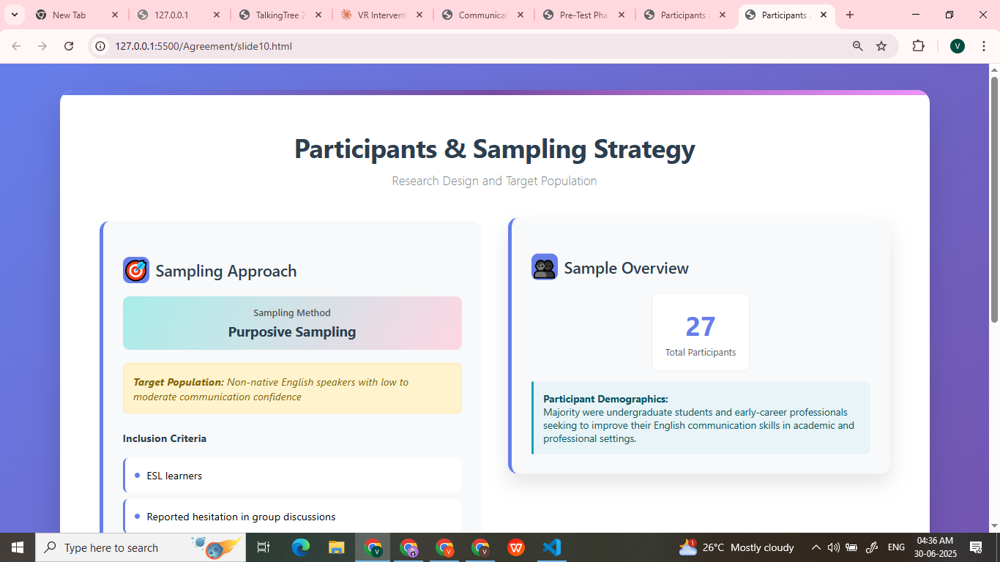 New Tab
127.0.0.1
TalkingTree 2
VR Intervent
Communicat
Pre-Test Pha
Participants
Participants
127.0.0.1:5500/Agreement/slide10.html
V
Participants & Sampling Strategy
Research Design and Target Population
Sampling Approach
Sampling Method
Purposive Sampling
Target Population: Non-native English speakers with low to
moderate communication confidence
Inclusion Criteria
ESL learners
Reported hesitation in group discussions
Sample Overview
27
Total Participants
Participant Demographics:
Majority were undergraduate students and early-career professionals
seeking to improve their English communication skills in academic and
professional settings.
Type here to search
1
26°C Mostly cloudy
ENG
04:36 AM
30-06-2025